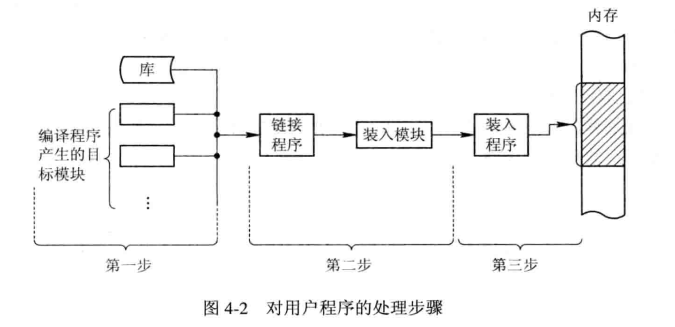 内存
库
编译程序
产生的目
标模块
⋮
链接
程序
装入模块
装入
程序
第一步
第二步
第三步
图 4-2 对用户程序的处理步骤